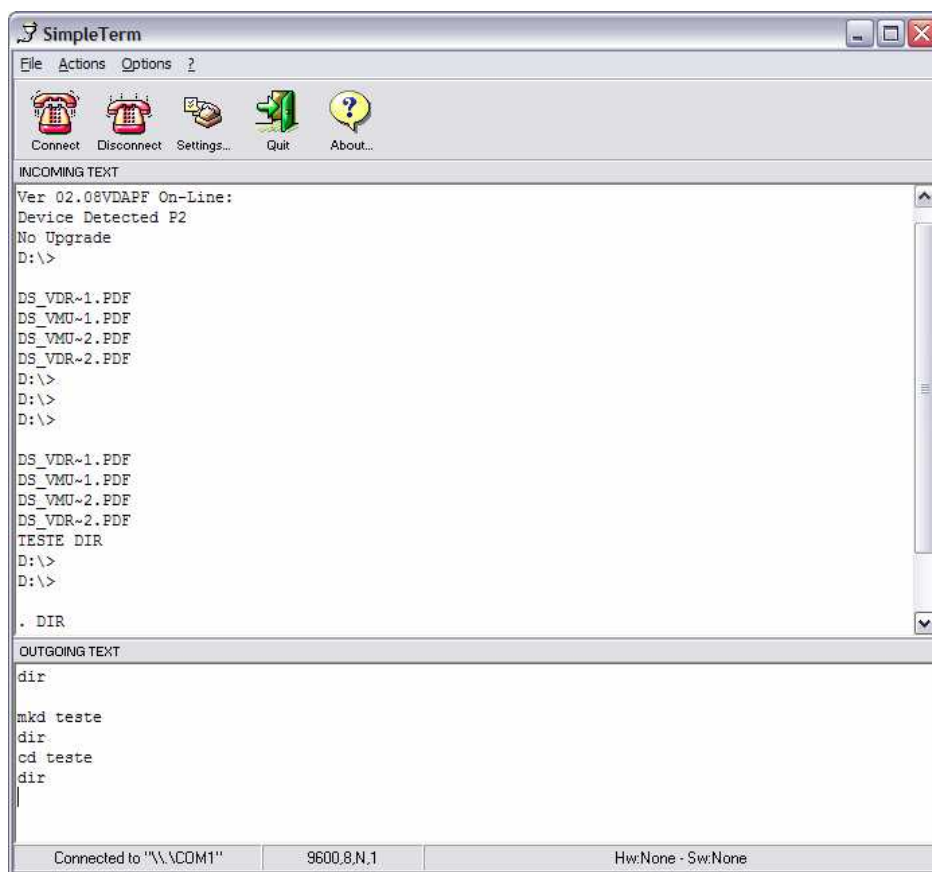 SimpleTerm
File Actions Options ?
Connect Disconnect Settings... Quit About...
INCOMING TEXT
Ver 02.08VDAPF On-Line:
Device Detected P2
No Upgrade
D:\>
DS_VDR~1.PDF
DS_VMU~1.PDF
DS_VMU~2.PDF
DS_VDR~2.PDF
D:\>
D:\>
D:\>
DS_VDR~1.PDF
DS_VMU~1.PDF
DS_VMU~2.PDF
DS_VDR~2.PDF
TESTE DIR
D:\>
D:\>
. DIR
OUTGOING TEXT
dir
mkd teste
dir
cd teste
dir
Connected to "\\.\COM1" 9600,8,N,1 Hw:None - Sw:None